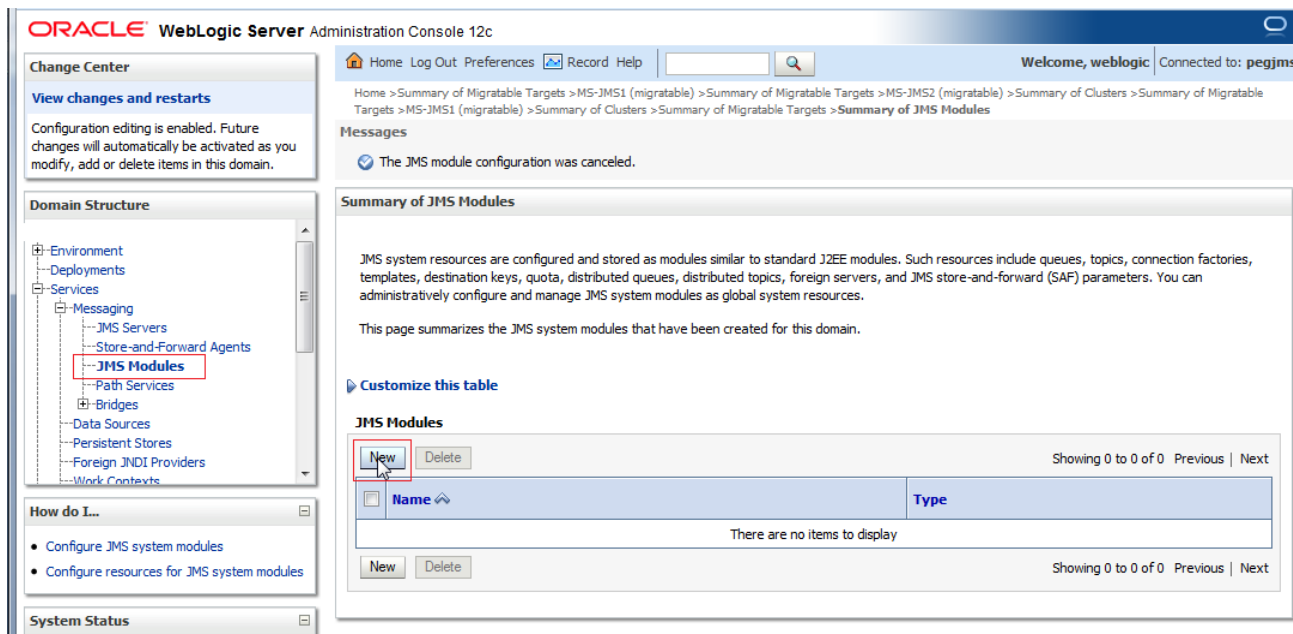 ORACLE WebLogic Server Administration Console 12c
Change Center
View changes and restarts
Configuration editing is enabled. Future
changes will automatically be activated as you
modify, add or delete items in this domain.
Domain Structure
Environment
Deployments
Services
Messaging
JMS Servers
Store-and-Forward Agents
JMS Modules
Path Services
Bridges
Data Sources
Persistent Stores
Foreign JNDI Providers
Work Contexts
How do I...
Configure JMS system modules
Configure resources for JMS system modules
System Status
Home Log Out Preferences Record Help
Welcome, weblogic Connected to: pegjms
Home >Summary of Migratable Targets >MS-JMS1 (migratable) >Summary of Migratable Targets >MS-JMS2 (migratable) >Summary of Clusters >Summary of Migratable
Targets >MS-JMS1 (migratable) >Summary of Clusters >Summary of Migratable Targets >Summary of JMS Modules
Messages
The JMS module configuration was canceled.
Summary of JMS Modules
JMS system resources are configured and stored as modules similar to standard J2EE modules. Such resources include queues, topics, connection factories,
templates, destination keys, quota, distributed queues, distributed topics, foreign servers, and JMS store-and-forward (SAF) parameters. You can
administratively configure and manage JMS system modules as global system resources.
This page summarizes the JMS system modules that have been created for this domain.
Customize this table
JMS Modules
New Delete Showing 0 to 0 of 0 Previous | Next
Name Type
There are no items to display
New Delete Showing 0 to 0 of 0 Previous | Next